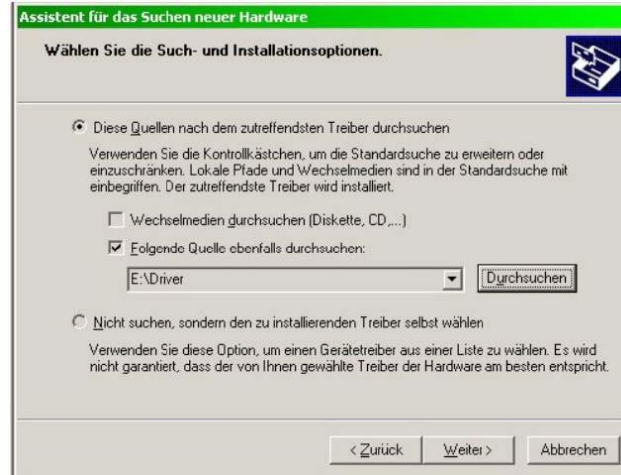 Assistent für das Suchen neuer Hardware
Wählen Sie die Such- und Installationsoptionen.
Diese Quellen nach dem zutreffendsten Treiber durchsuchen
Verwenden Sie die Kontrollkästchen, um die Standardsuche zu erweitern oder
einzuschränken. Lokale Pfade und Wechselmedien sind in der Standardsuche mit
einbegriffen. Der zutreffendste Treiber wird installiert.
Wechselmedien durchsuchen (Diskette, CD,...)
Folgende Quelle ebenfalls durchsuchen:
E:\Driver
Durchsuchen
Nicht suchen, sondern den zu installierenden Treiber selbst wählen
Verwenden Sie diese Option, um einen Gerätetreiber aus einer Liste zu wählen. Es wird
nicht garantiert, dass der von Ihnen gewählte Treiber der Hardware am besten entspricht.
< Zurück Weiter > Abbrechen